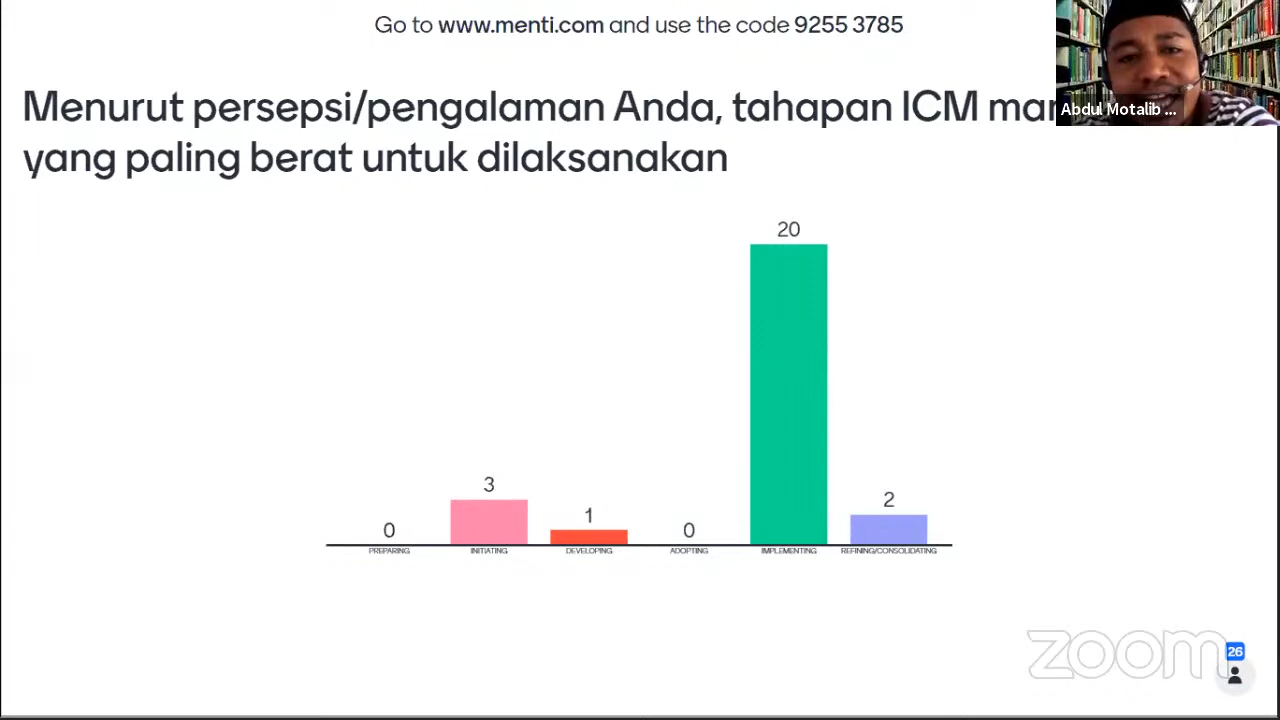 Go to www.menti.com and use the code 9255 3785
Menurut persepsi/pengalaman Anda, tahapan ICM
yang paling berat untuk dilaksanakan
Abdul Motalib ...
20
3
1
0
0
2
PREPARING
INITIATING
DEVELOPING
ADOPTING
IMPLEMENTING
REFINING/CONSOLIDATING
zoom
26